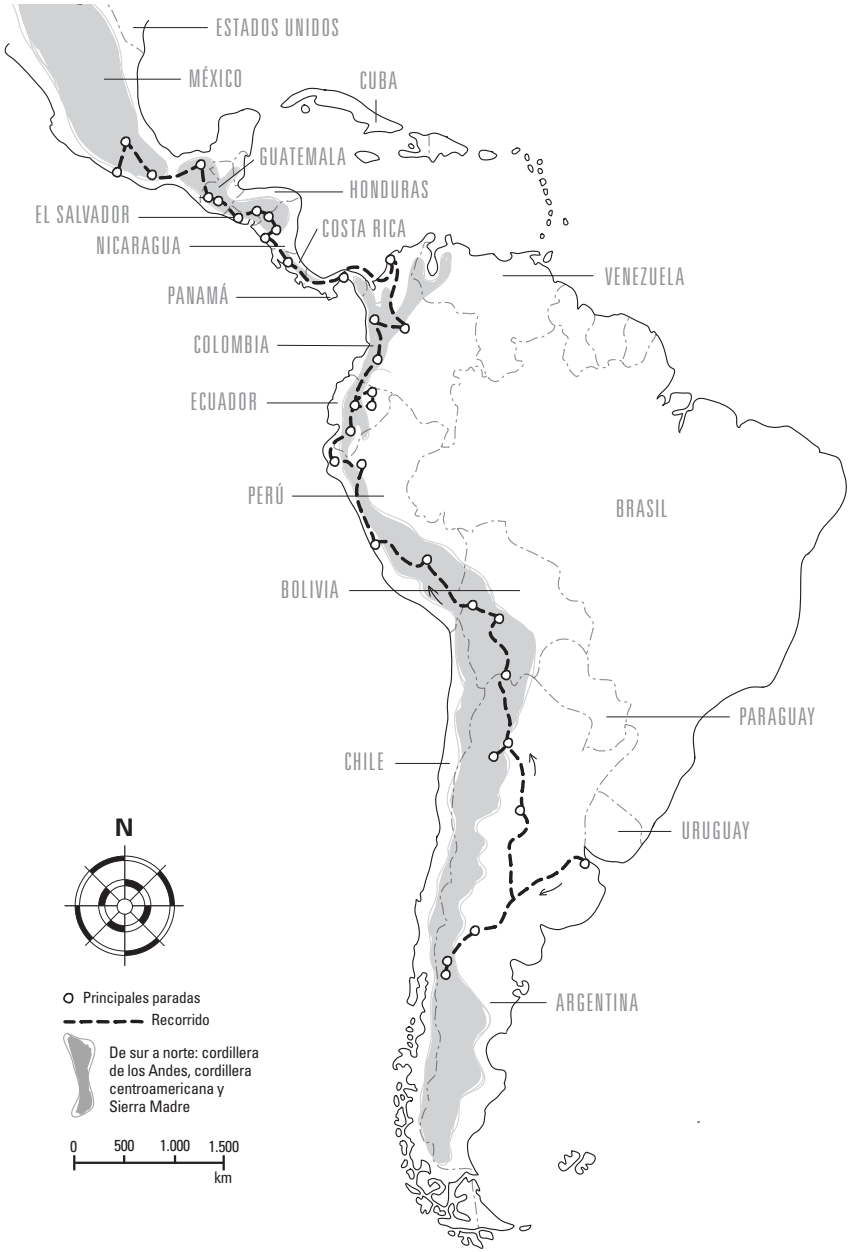 ESTADOS UNIDOS
MÉXICO
CUBA
GUATEMALA
HONDURAS
EL SALVADOR
COSTA RICA
NICARAGUA
VENEZUELA
PANAMÁ
COLOMBIA
ECUADOR
PERÚ
BRASIL
BOLIVIA
PARAGUAY
CHILE
URUGUAY
N
ARGENTINA
Principales paradas
Recorrido
De sur a norte: cordillera
de los Andes, cordillera
centroamericana y
Sierra Madre
0 500 1.000 1.500
km